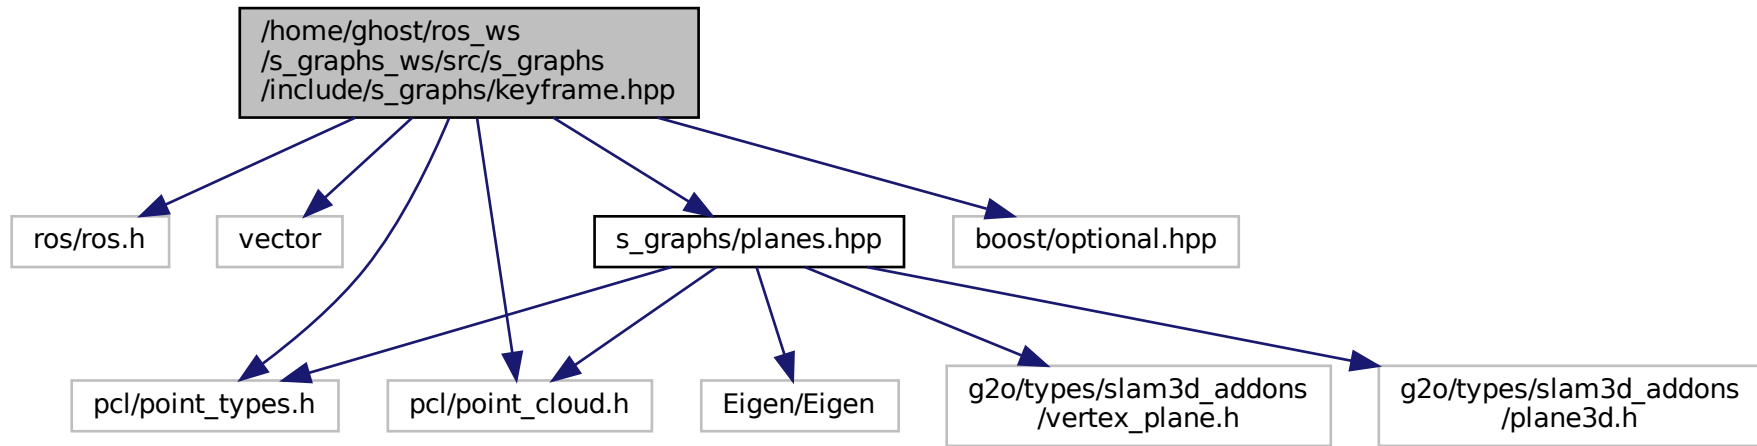 /home/ghost/ros_ws
/s_graphs_ws/src/s_graphs
/include/s_graphs/keyframe.hpp
ros/ros.h
vector
s_graphs/planes.hpp
boost/optional.hpp
pcl/point_types.h
pcl/point_cloud.h
Eigen/Eigen
g2o/types/slam3d_addons
/vertex_plane.h
g2o/types/slam3d_addons
/plane3d.h